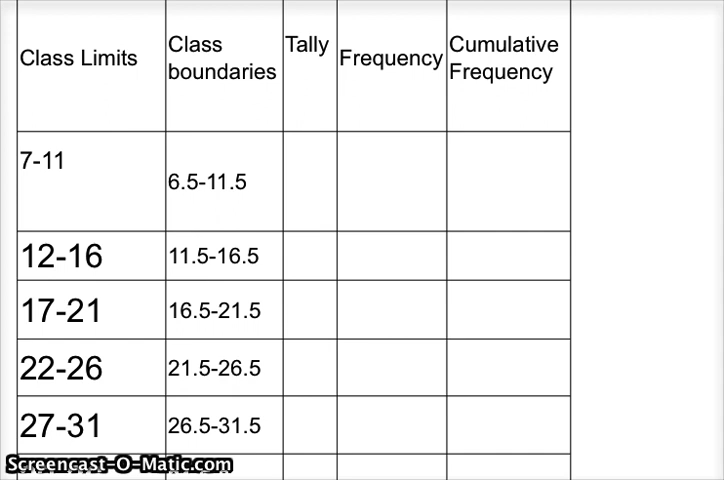 Class Limits
Class
boundaries
Tally
Frequency
Cumulative
Frequency
7-11
6.5-11.5
12-16
11.5-16.5
17-21
16.5-21.5
22-26
21.5-26.5
27-31
26.5-31.5
Screencast-O-Matic.com